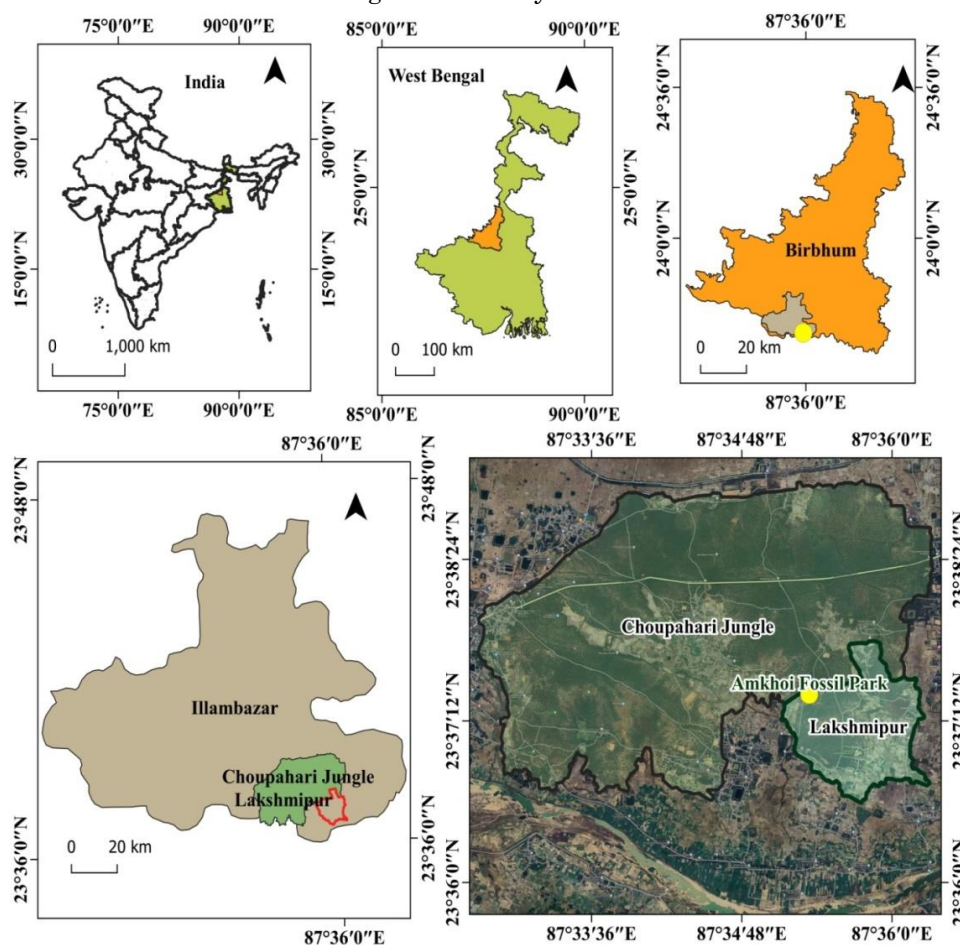 75°0'0"E 90°0'0"E
India
30°0'0"N
15°0'0"N
30°0'0"N
15°0'0"N
0 1,000 km
75°0'0"E 90°0'0"E
85°0'0"E 90°0'0"E
West Bengal
25°0'0"N
25°0'0"N
0 100 km
85°0'0"E 90°0'0"E
87°36'0"E
24°36'0"N
24°0'0"N
24°36'0"N
24°0'0"N
Birbhum
0 20 km
87°36'0"E
87°36'0"E
23°48'0"N
23°36'0"N
23°48'0"N
23°36'0"N
Illambazar
Choupahari Jungle
Lakshmipur
0 20 km
87°36'0"E
87°33'36"E 87°34'48"E 87°36'0"E
23°38'24"N
23°37'12"N
23°36'0"N
23°38'24"N
23°37'12"N
23°36'0"N
Choupahari Jungle
Amkhoi Fossil Park
Lakshmipur
87°33'36"E 87°34'48"E 87°36'0"E